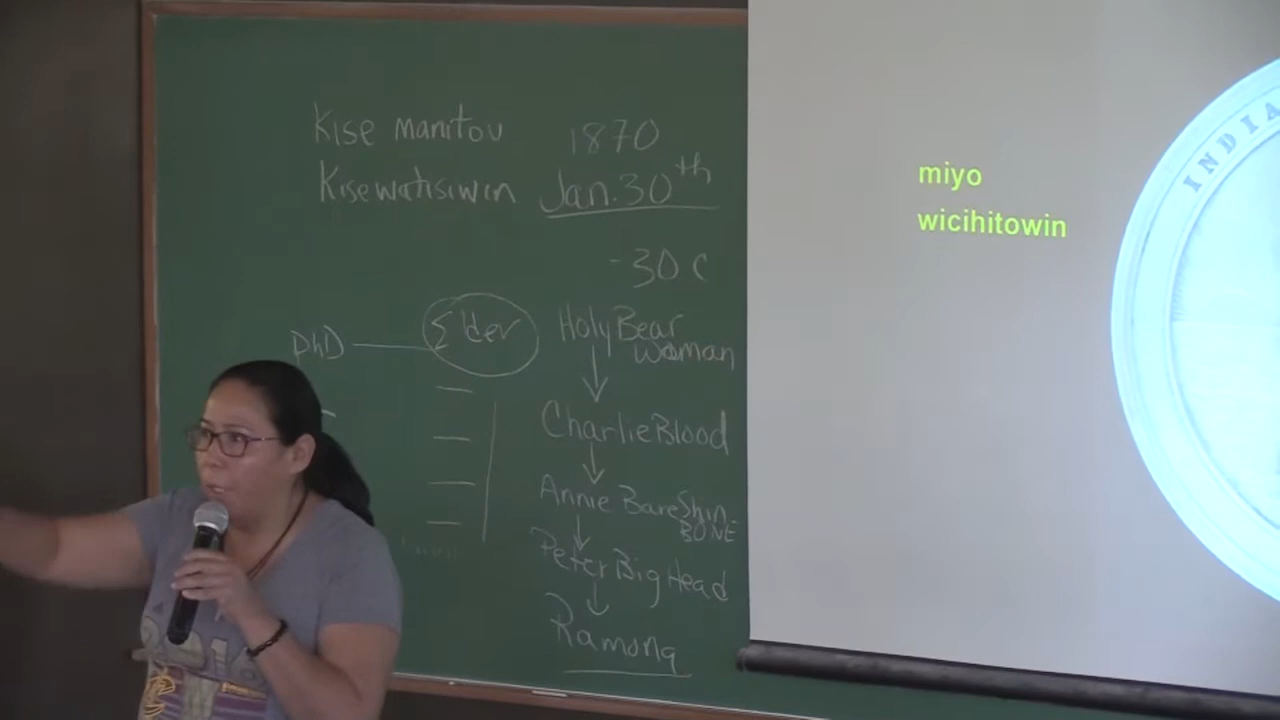 Kise manitou 1870
Kisewatisiwin Jan. 30th
-30 C
PhD Elder
Holy Bear
Woman
Charlie Blood
Annie Bare Shin
BONE
Peter Big Head
Ramona
miyo
wicihitowin
INDIA
2016